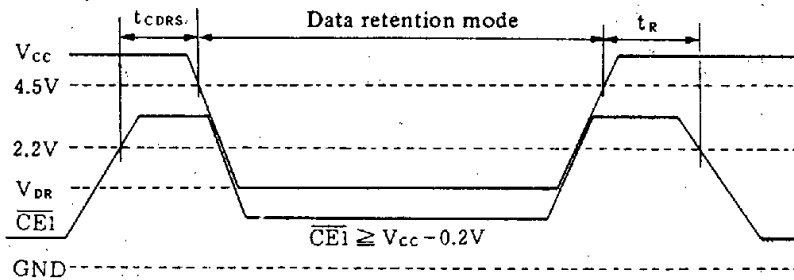 tCDRS Data retention mode tR
VCC
4.5V
2.2V
VDR
CE1
CE1 ≧ VCC−0.2V
GND